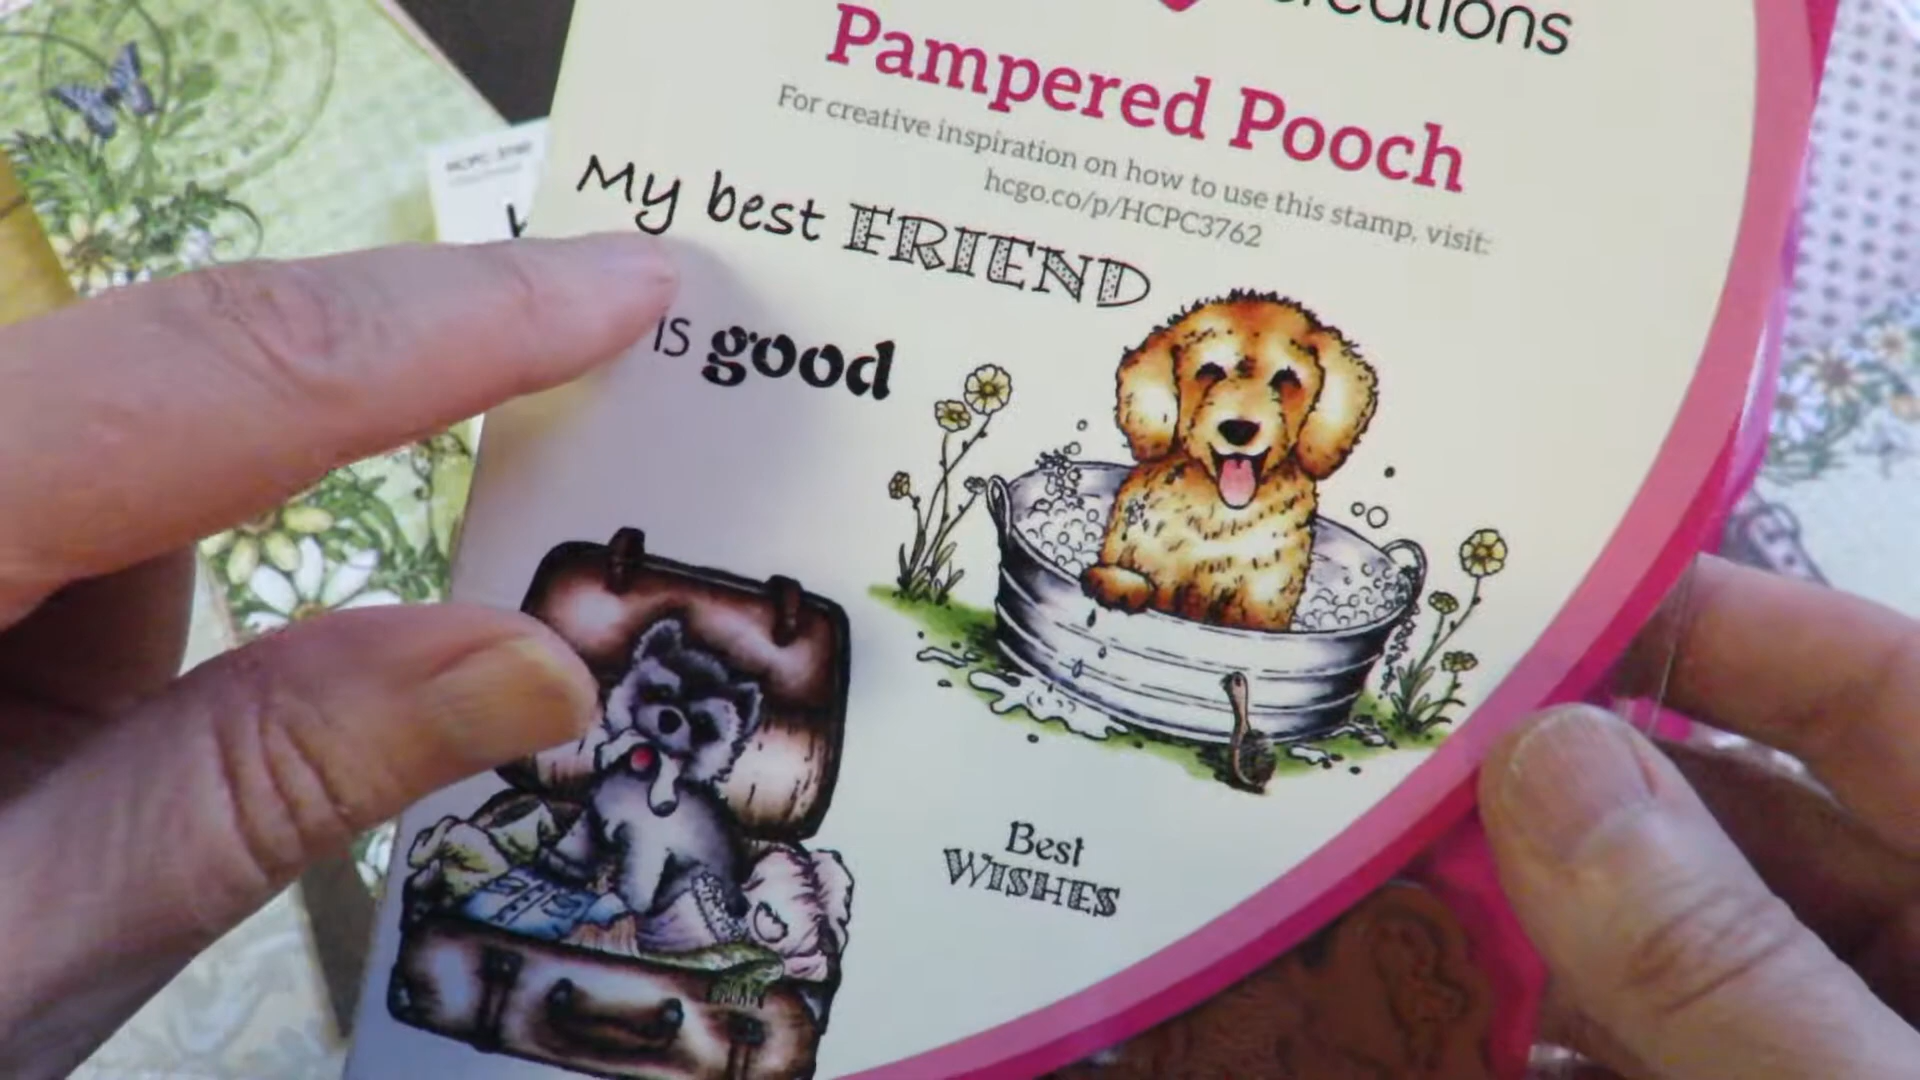 creations
Pampered Pooch
For creative inspiration on how to use this stamp, visit:
hcgo.co/p/HCPC3762
My best FRIEND
is good
Best
WISHES